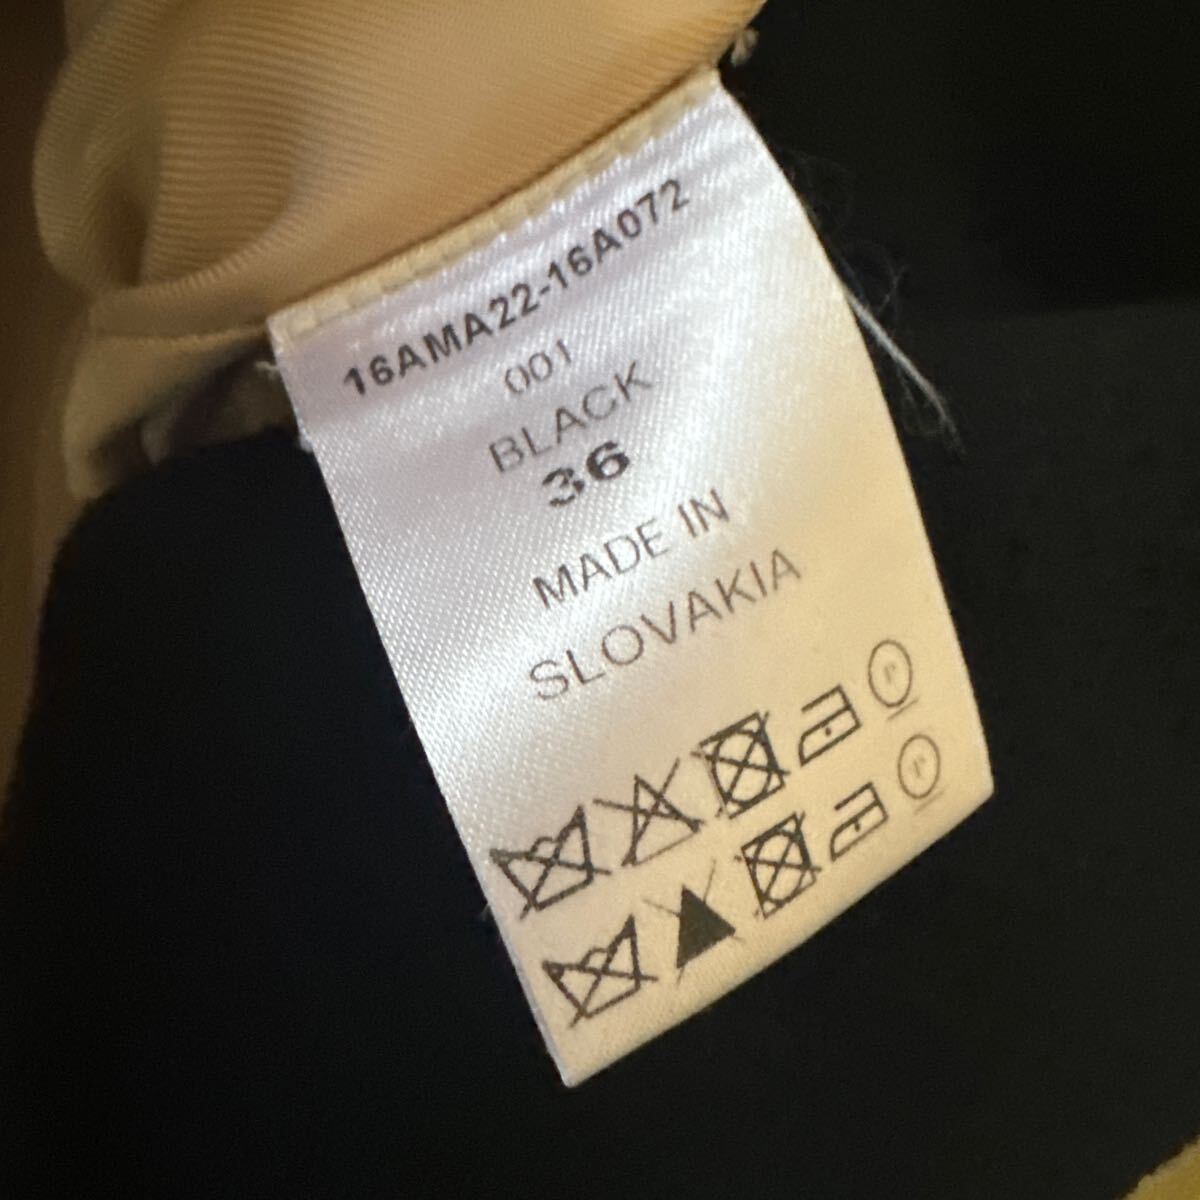 16AMA22-16A072
001
BLACK
36
MADE IN
SLOVAKIA
P
P